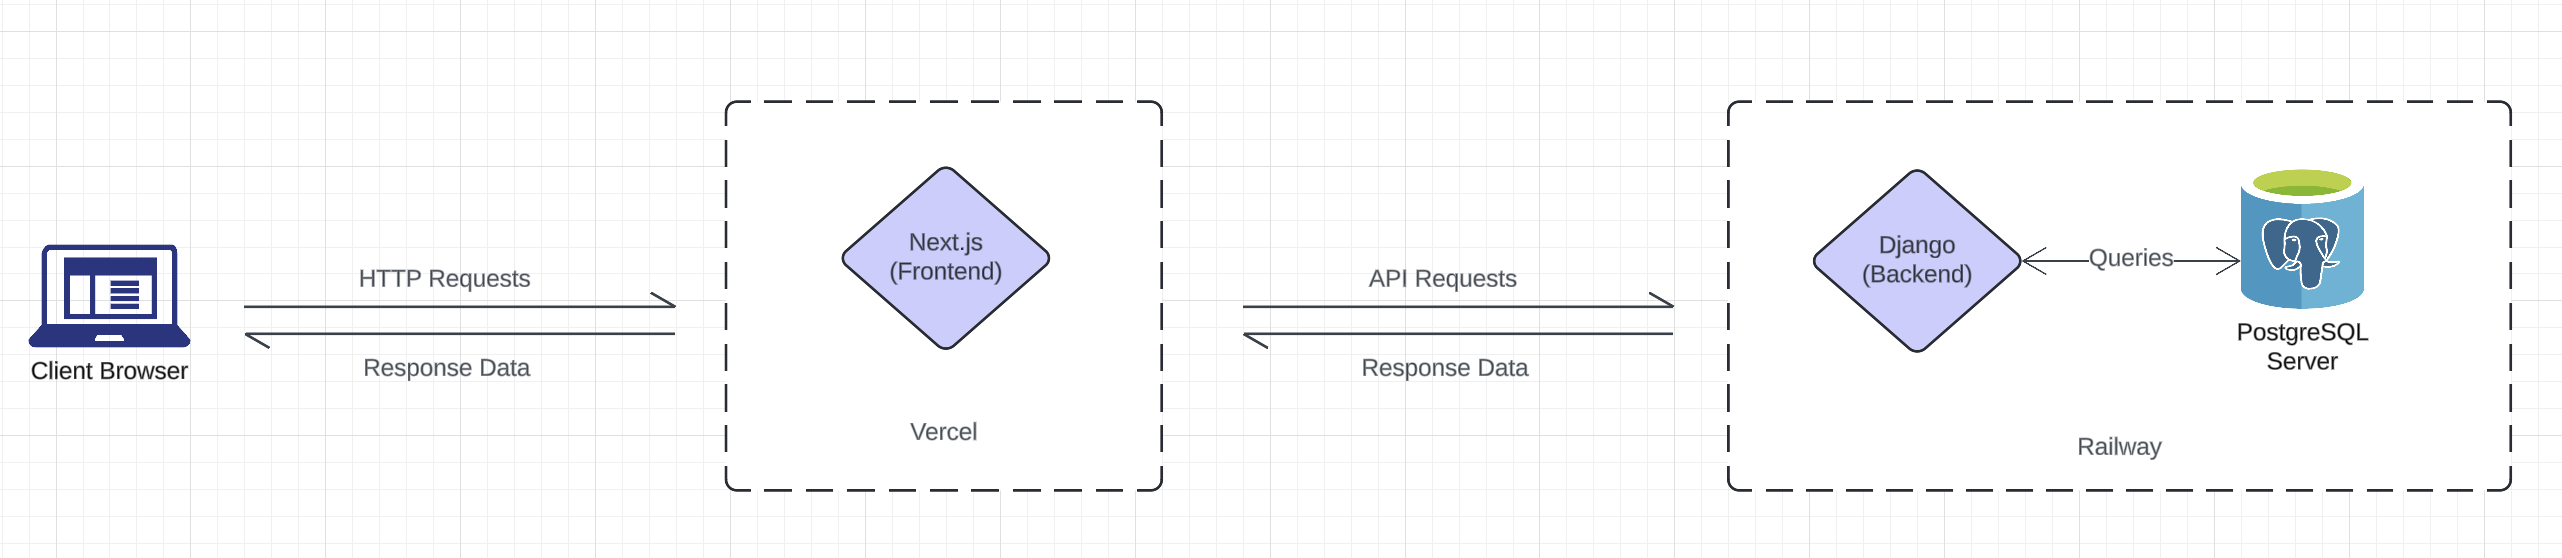 Client Browser
HTTP Requests
Response Data
Next.js
(Frontend)
Vercel
API Requests
Response Data
Django
(Backend)
Queries
PostgreSQL
Server
Railway